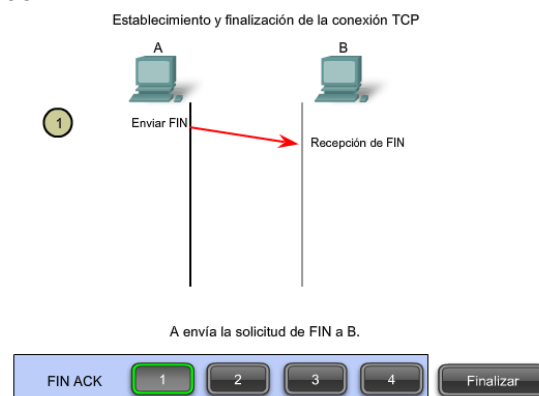 Establecimiento y finalización de la conexión TCP
A B
1
Enviar FIN
Recepción de FIN
A envía la solicitud de FIN a B.
FIN ACK 1 2 3 4 Finalizar